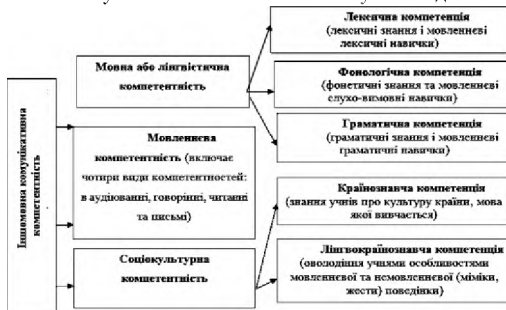 Іншомовна комунікативна
компетентність
Мовна або лінгвістична
компетентність
Мовленнєва
компетентність (включає
чотири види компетентностей:
в аудіюванні, говорінні, читанні
та письмі)
Соціокультурна
компетентність
Лексична компетенція
(лексичні знання і мовленнєві
лексичні навички)
Фонологічна компетенція
(фонетичні знання та мовленнєві
слухо-вимовні навички)
Граматична компетенція
(граматичні знання і мовленнєві
граматичні навички)
Країнознавча компетенція
(знання учнів про культуру країни, мова
якої вивчається)
Лінгвокраїнознавча компетенція
(оволодіння учнями особливостями
мовленнєвої та немовленнєвої (міміки,
жести) поведінки)